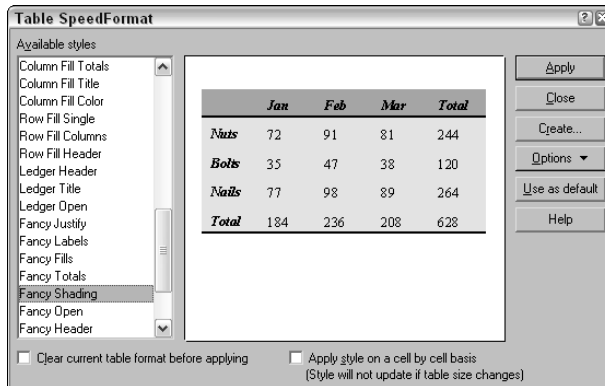 Table SpeedFormat
Available styles
Column Fill Totals
Column Fill Title
Column Fill Color
Row Fill Single
Row Fill Columns
Row Fill Header
Ledger Header
Ledger Title
Ledger Open
Fancy Justify
Fancy Labels
Fancy Fills
Fancy Totals
Fancy Shading
Fancy Open
Fancy Header
Jan Feb Mar Total
Nuts 72 91 81 244
Bolts 35 47 38 120
Nails 77 98 89 264
Total 184 236 208 628
Apply
Close
Create...
Options
Use as default
Help
Clear current table format before applying
Apply style on a cell by cell basis
(Style will not update if table size changes)